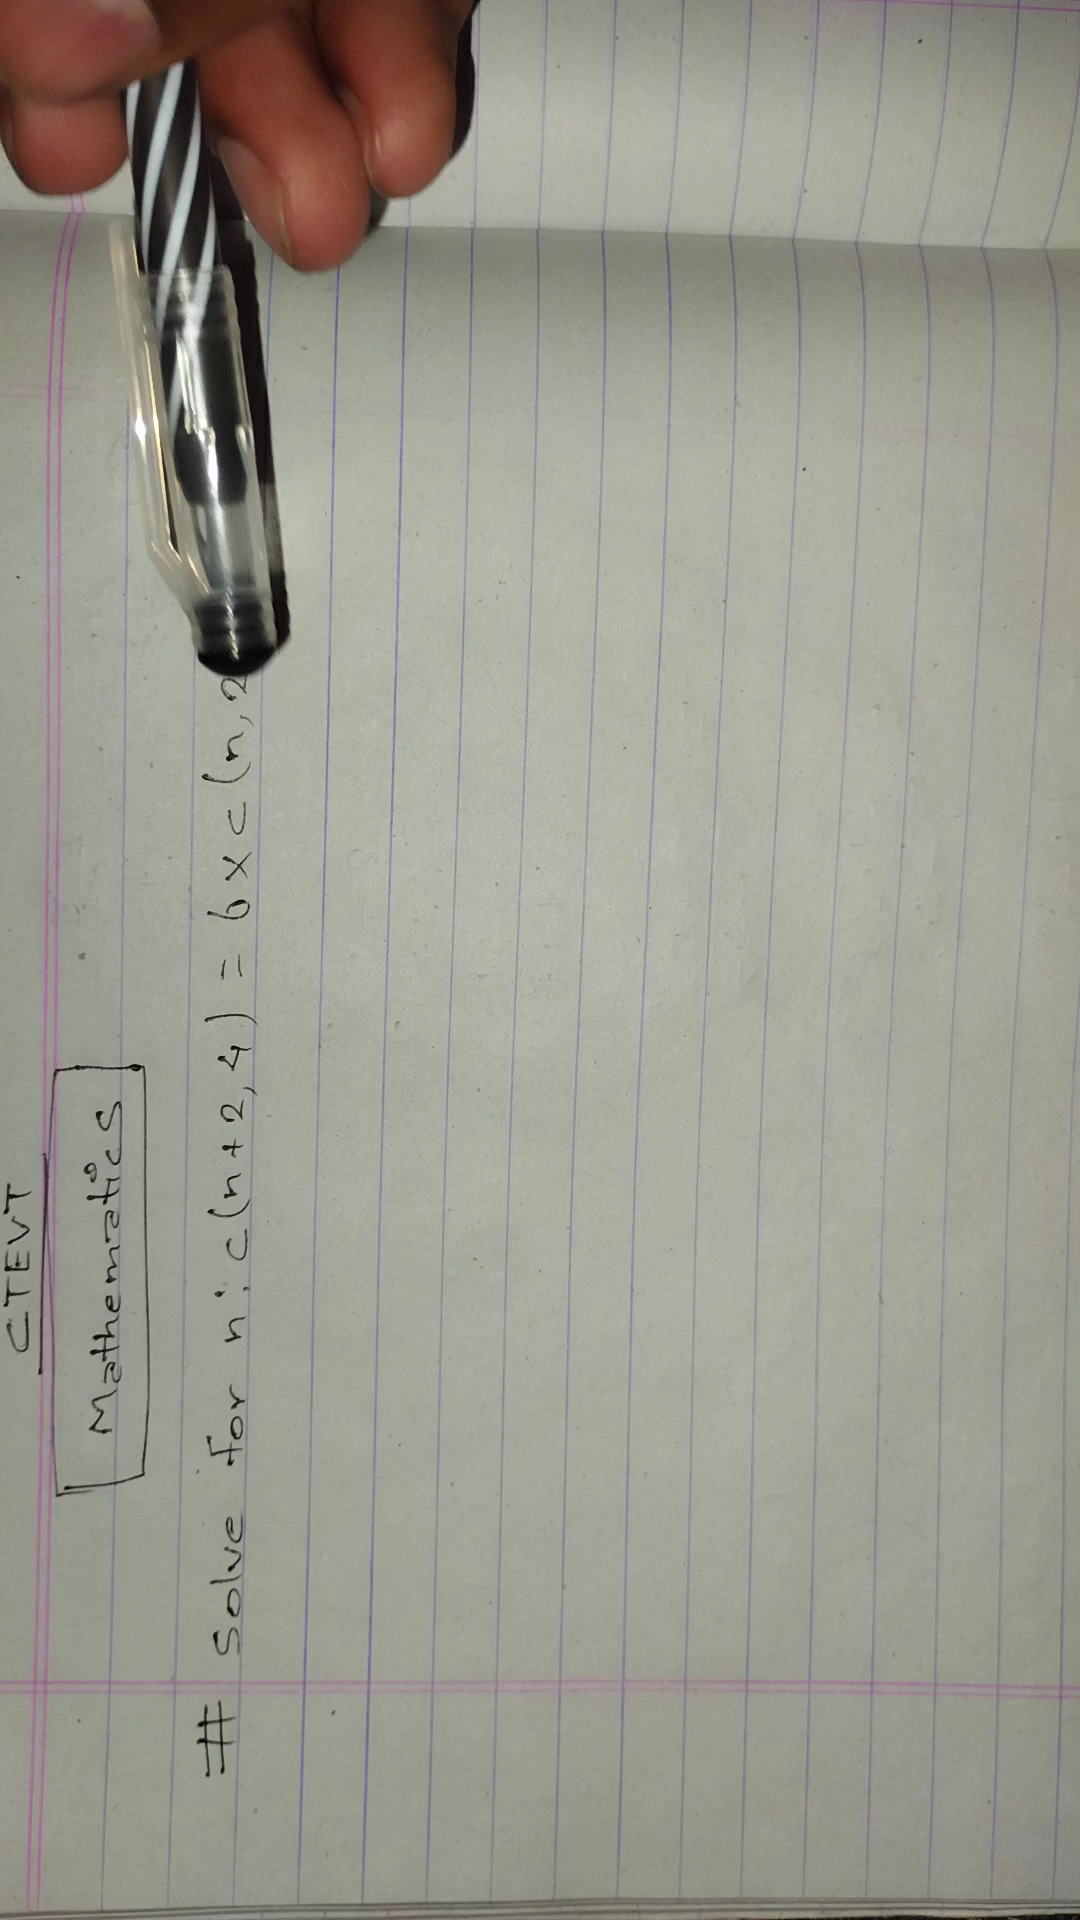 CTEVT
Mathematics
# Solve for n: c(n+2, 4) = 6 x c(n, 2